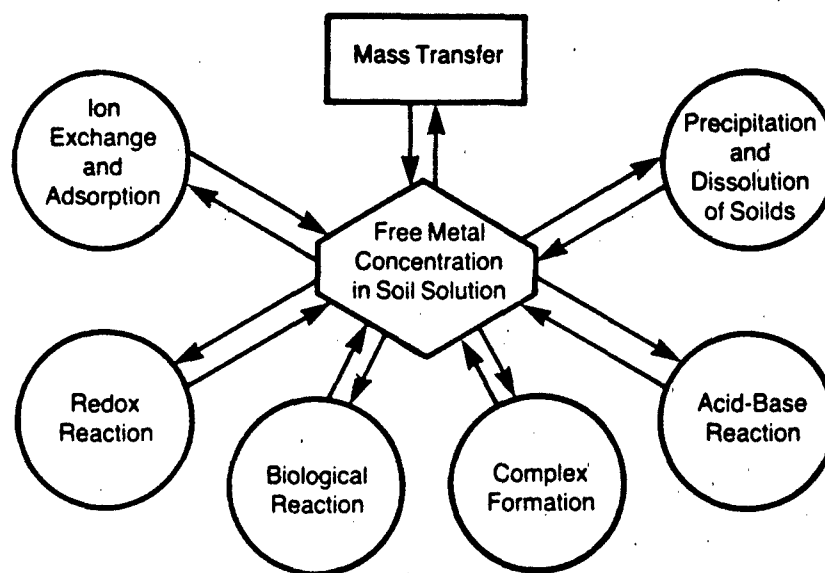 Mass Transfer
Ion
Exchange
and
Adsorption
Precipitation
and
Dissolution
of Soilds
Free Metal
Concentration
in Soil Solution
Redox
Reaction
Biological
Reaction
Complex
Formation
Acid-Base
Reaction